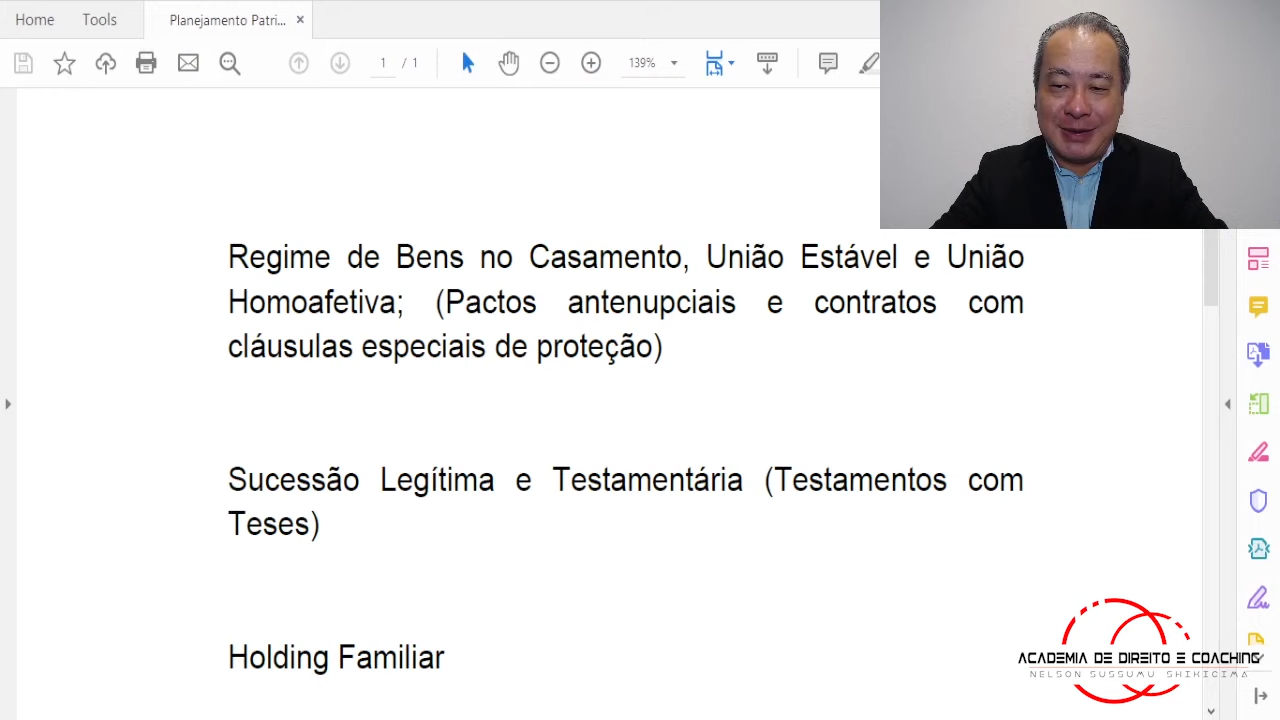 Home Tools Planejamento Patri... ×
1 / 1 139%
Regime de Bens no Casamento, União Estável e União
Homoafetiva; (Pactos antenupciais e contratos com
cláusulas especiais de proteção)
Sucessão Legítima e Testamentária (Testamentos com
Teses)
Holding Familiar
ACADEMIA DE DIREITO E COACHING
NELSON SUSSUMU SHIKICIMA